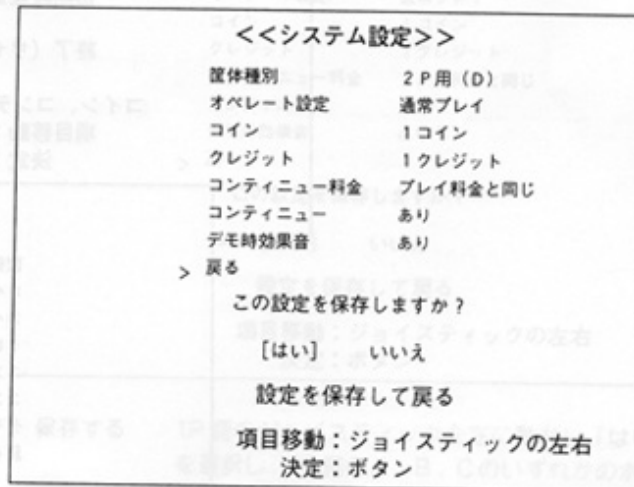 <<システム設定>>
筐体種別 2P用(D)
オペレート設定 通常プレイ
コイン 1コイン
クレジット 1クレジット
コンティニュー料金 プレイ料金と同じ
コンティニュー あり
デモ時効果音 あり
> 戻る
この設定を保存しますか?
[はい] いいえ
設定を保存して戻る
項目移動:ジョイスティックの左右
決定:ボタン